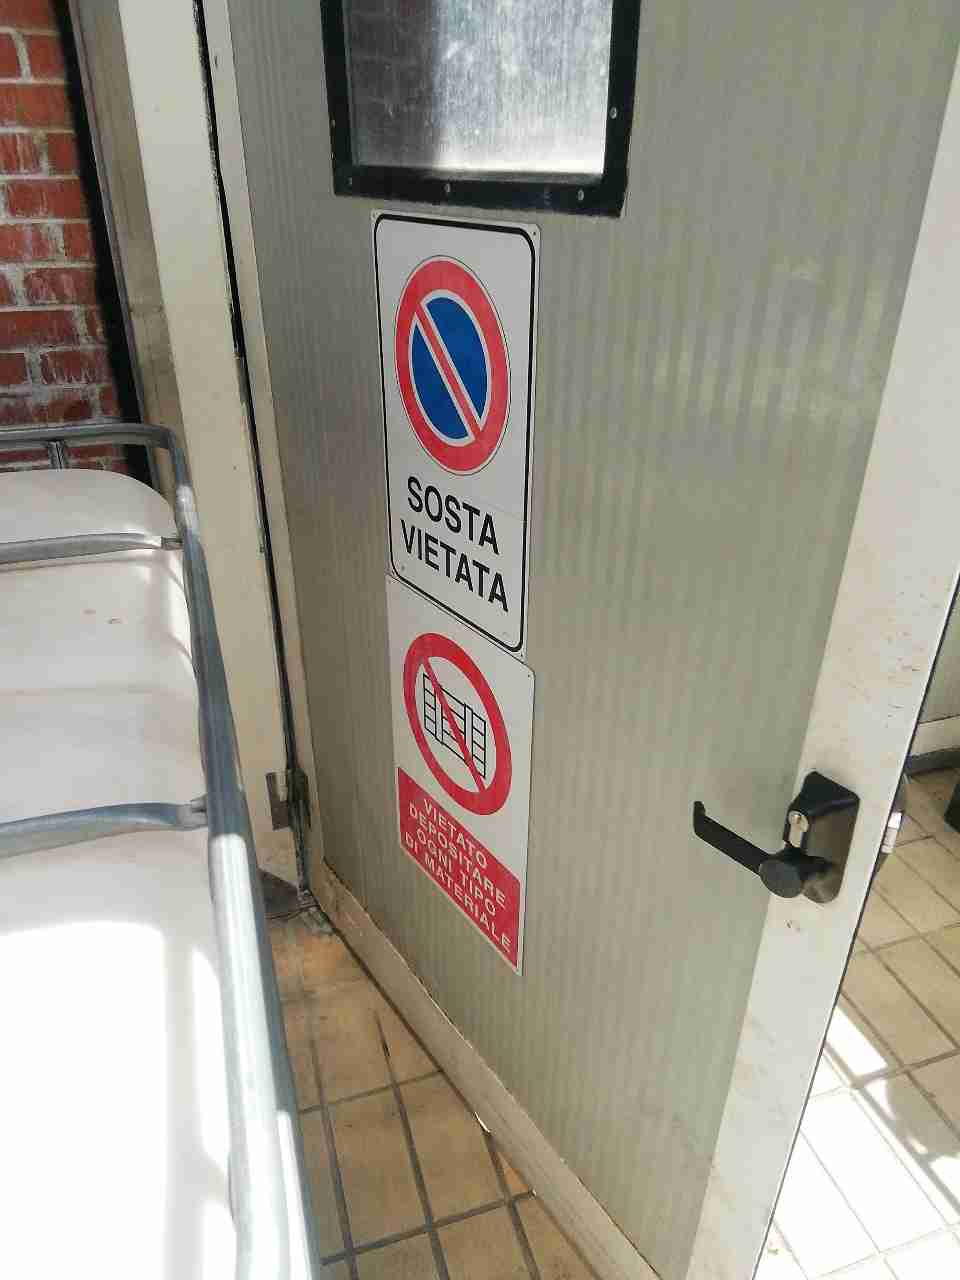 SOSTA
VIETATA
VIETATO
DEPOSITARE
OGNI TIPO
DI MATERIALE